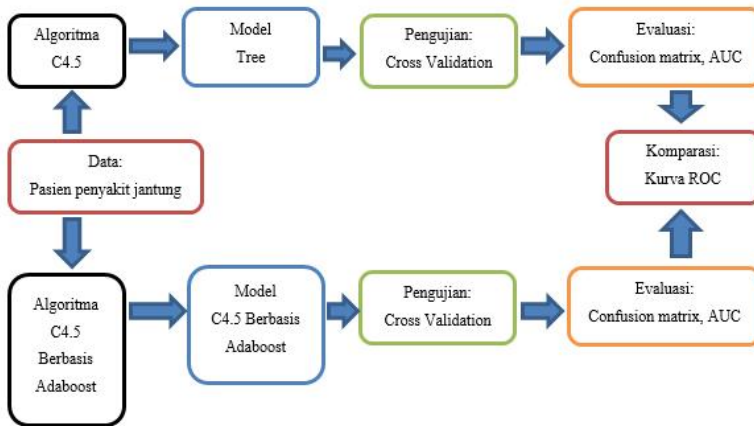 Algoritma
C4.5
Model
Tree
Pengujian:
Cross Validation
Evaluasi:
Confusion matrix, AUC
Data:
Pasien penyakit jantung
Komparasi:
Kurva ROC
Algoritma
C4.5
Berbasis
Adaboost
Model
C4.5 Berbasis
Adaboost
Pengujian:
Cross Validation
Evaluasi:
Confusion matrix, AUC